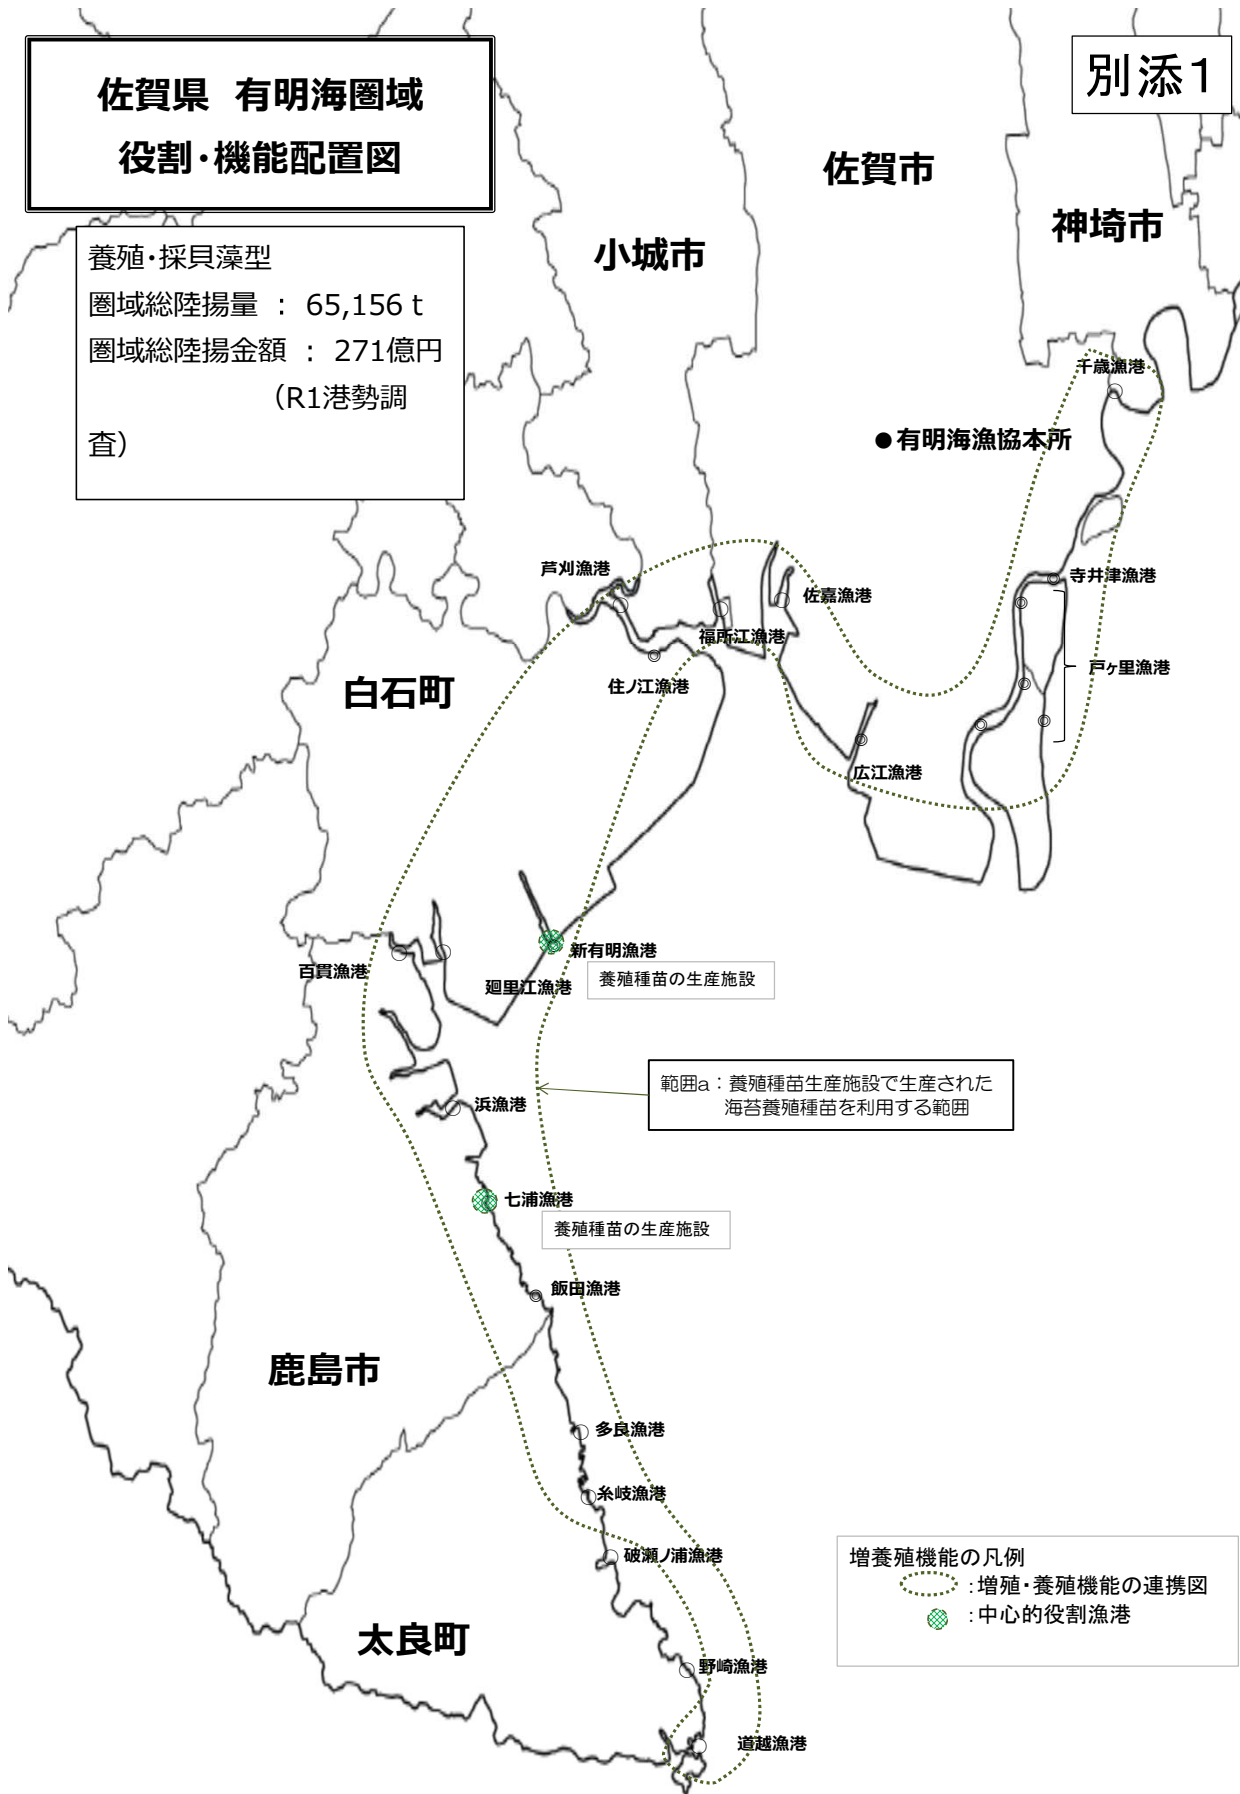 佐賀県 有明海圏域
役割・機能配置図
別添1
養殖・採貝藻型
圏域総陸揚量 : 65,156 t
圏域総陸揚金額 : 271億円
(R1港勢調
査)
佐賀市
神埼市
小城市
千歳漁港
●有明海漁協本所
芦刈漁港
佐嘉漁港
寺井津漁港
福所江漁港
戸ヶ里漁港
住ノ江漁港
白石町
広江漁港
新有明漁港
百貫漁港
廻里江漁港
養殖種苗の生産施設
範囲a：養殖種苗生産施設で生産された
海苔養殖種苗を利用する範囲
浜漁港
七浦漁港
養殖種苗の生産施設
飯田漁港
鹿島市
多良漁港
糸岐漁港
破瀬ノ浦漁港
増養殖機能の凡例
:増殖・養殖機能の連携図
:中心的役割漁港
太良町
野崎漁港
道越漁港